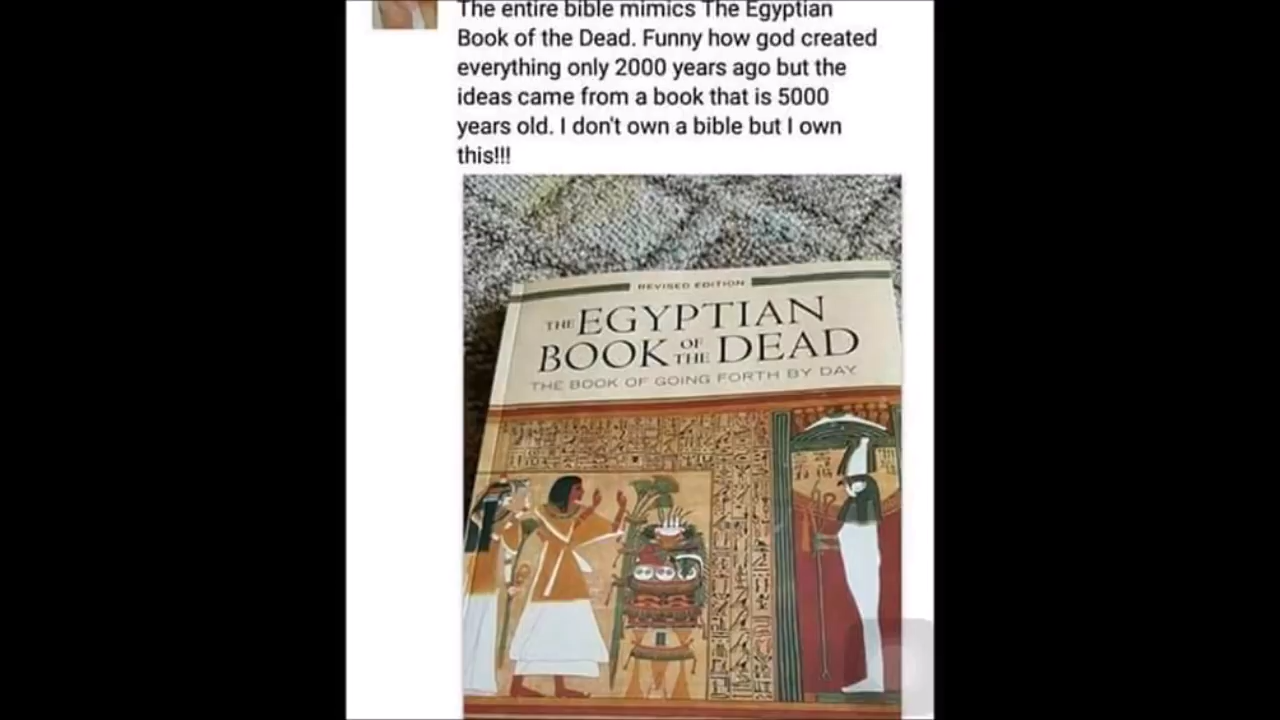 The entire bible mimics The Egyptian
Book of the Dead. Funny how god created
everything only 2000 years ago but the
ideas came from a book that is 5000
years old. I don't own a bible but I own
this!!!
REVISED EDITION
THE EGYPTIAN
BOOK OF THE DEAD
THE BOOK OF GOING FORTH BY DAY